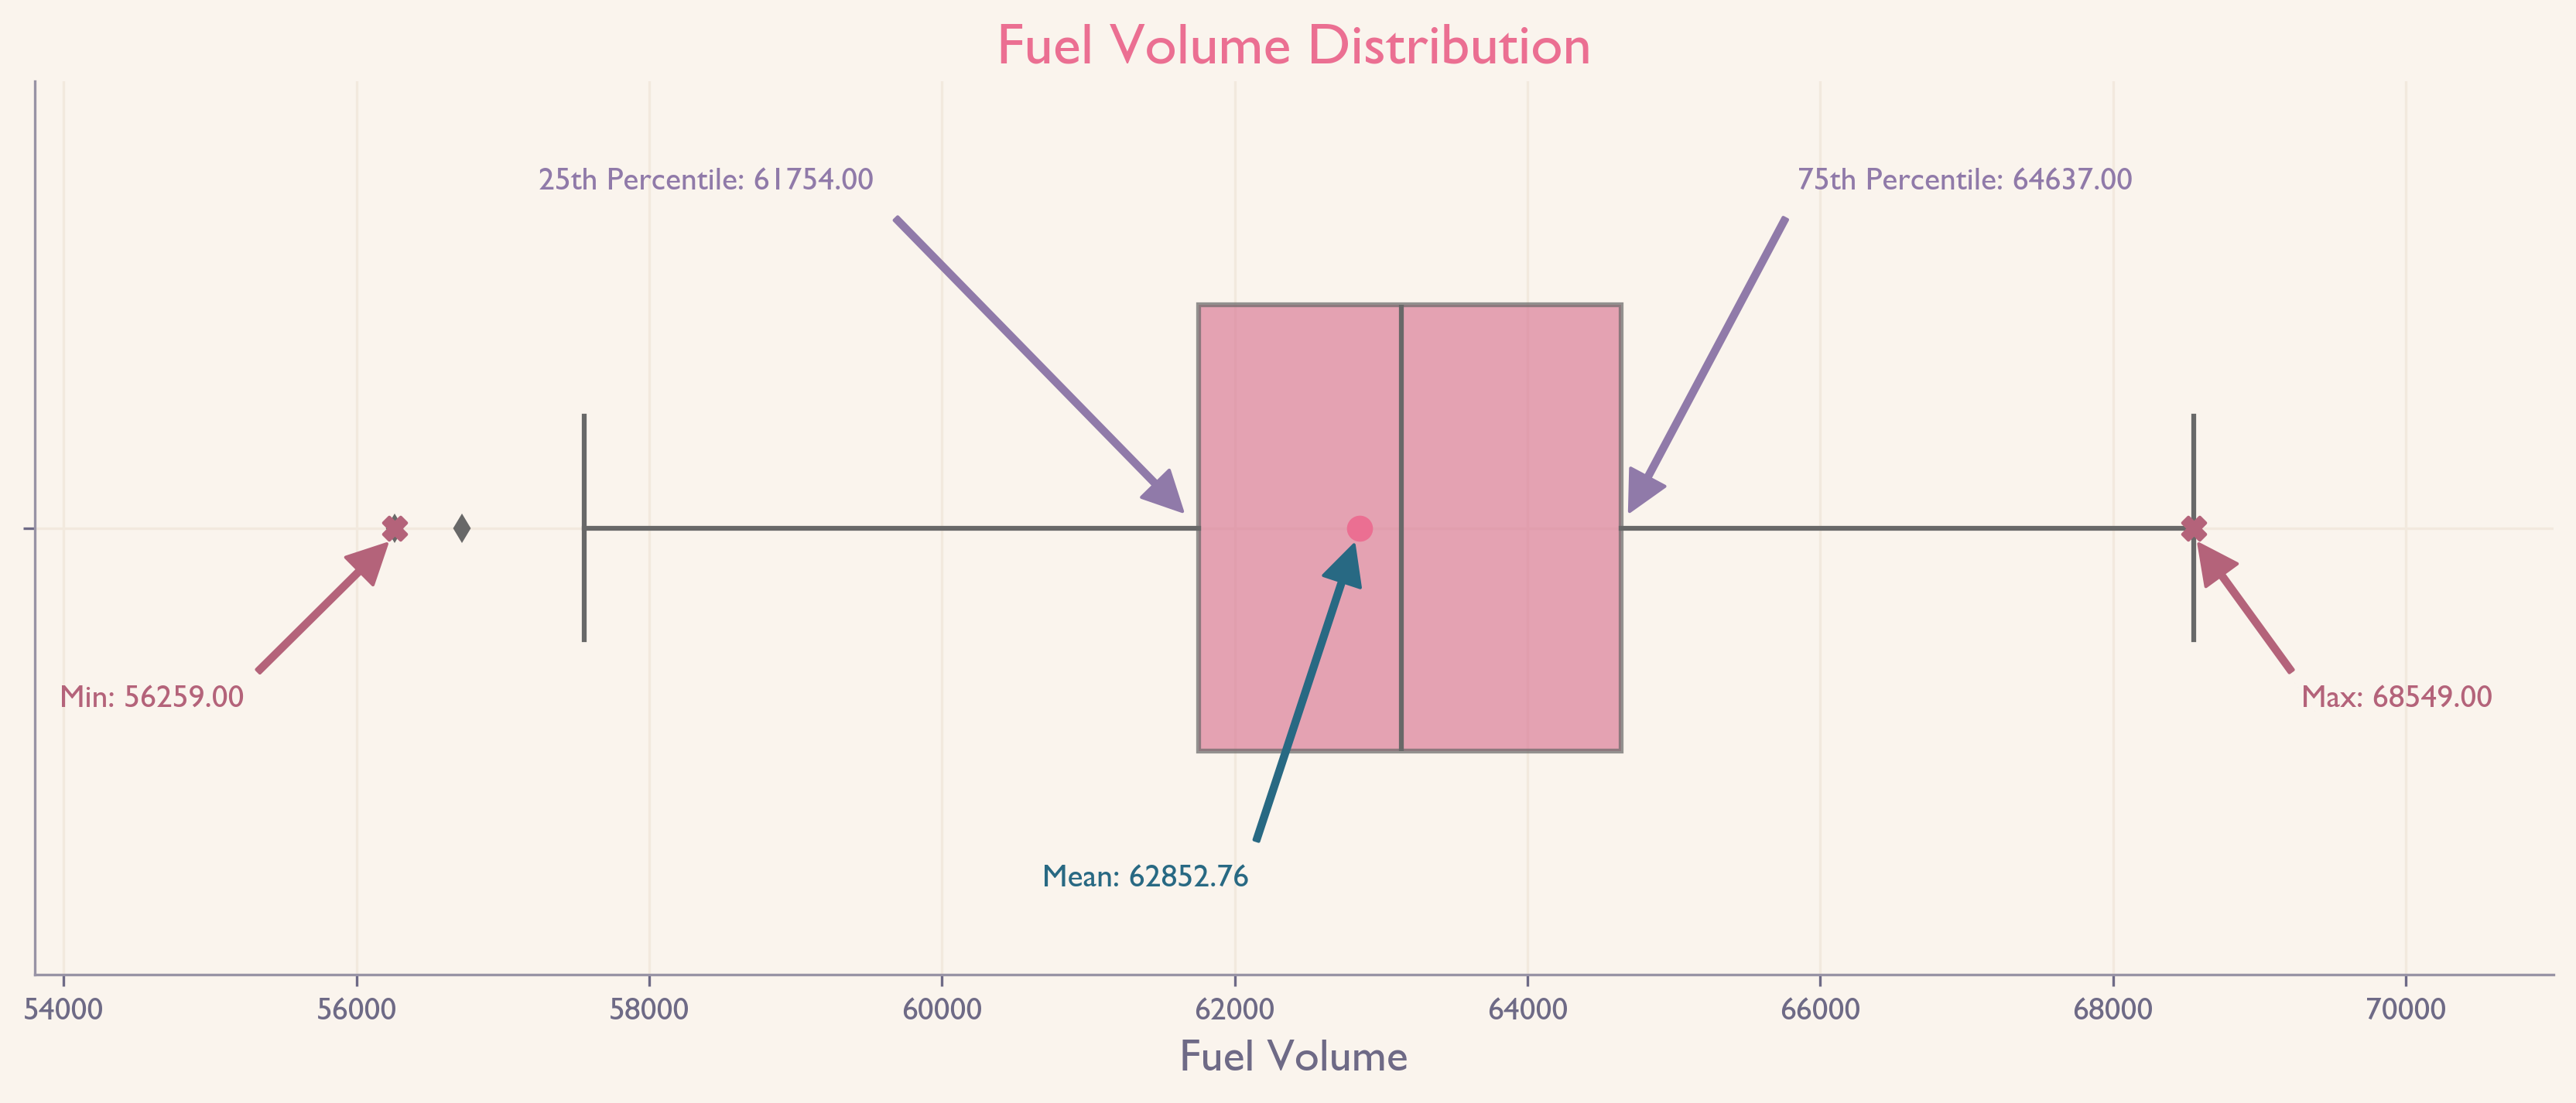 Fuel Volume Distribution
25th Percentile: 61754.00
75th Percentile: 64637.00
Min: 56259.00
Max: 68549.00
Mean: 62852.76
54000 56000 58000 60000 62000 64000 66000 68000 70000
Fuel Volume